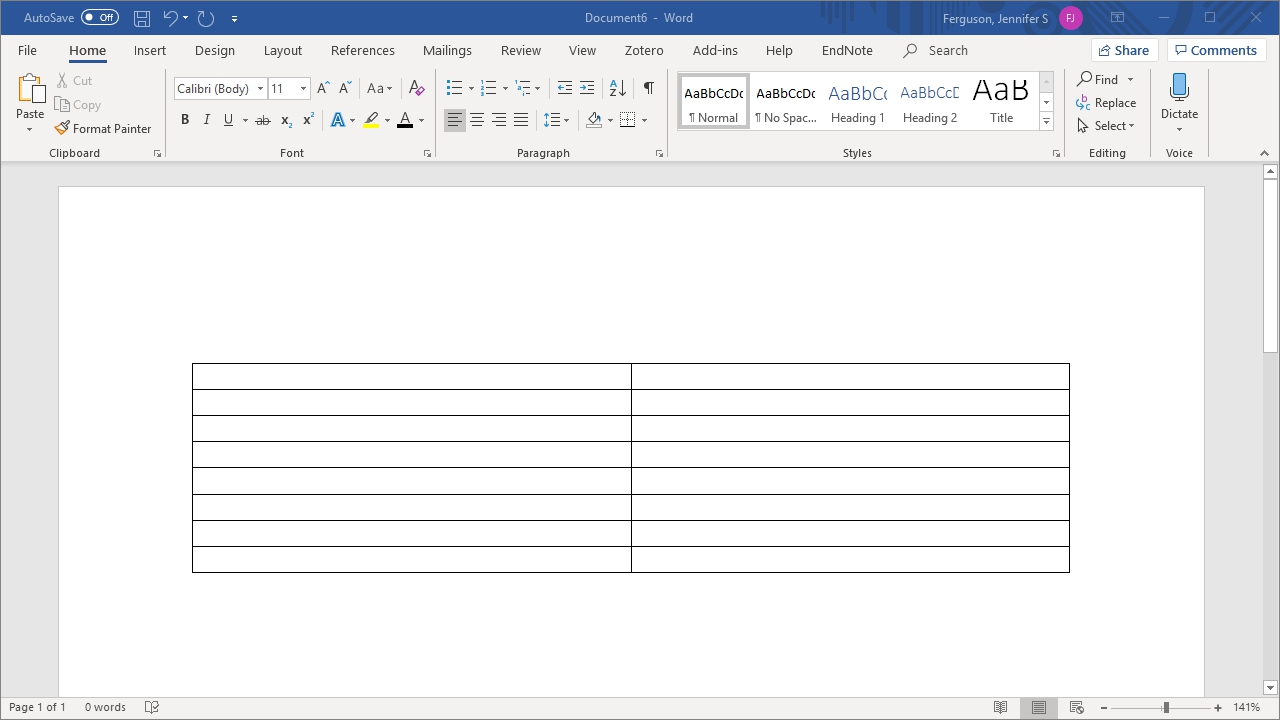 AutoSave Off Document6 - Word Ferguson, Jennifer S FJ
File Home Insert Design Layout References Mailings Review View Zotero Add-ins Help EndNote Search Share Comments
Paste
Cut
Copy
Format Painter
Clipboard
Calibri (Body) 11 Aa
B I U ab x₂ x² A A
Font
Paragraph
AaBbCcDc AaBbCcDc AaBbCc AaBbCcD AaB
¶ Normal ¶ No Spac... Heading 1 Heading 2 Title
Styles
Find
Replace
Select
Editing
Dictate
Voice
Page 1 of 1 0 words 141%